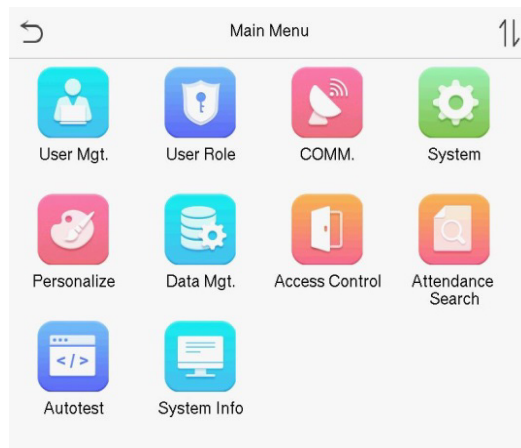 Main Menu
User Mgt.
User Role
COMM.
System
Personalize
Data Mgt.
Access Control
Attendance
Search
</>
Autotest
System Info